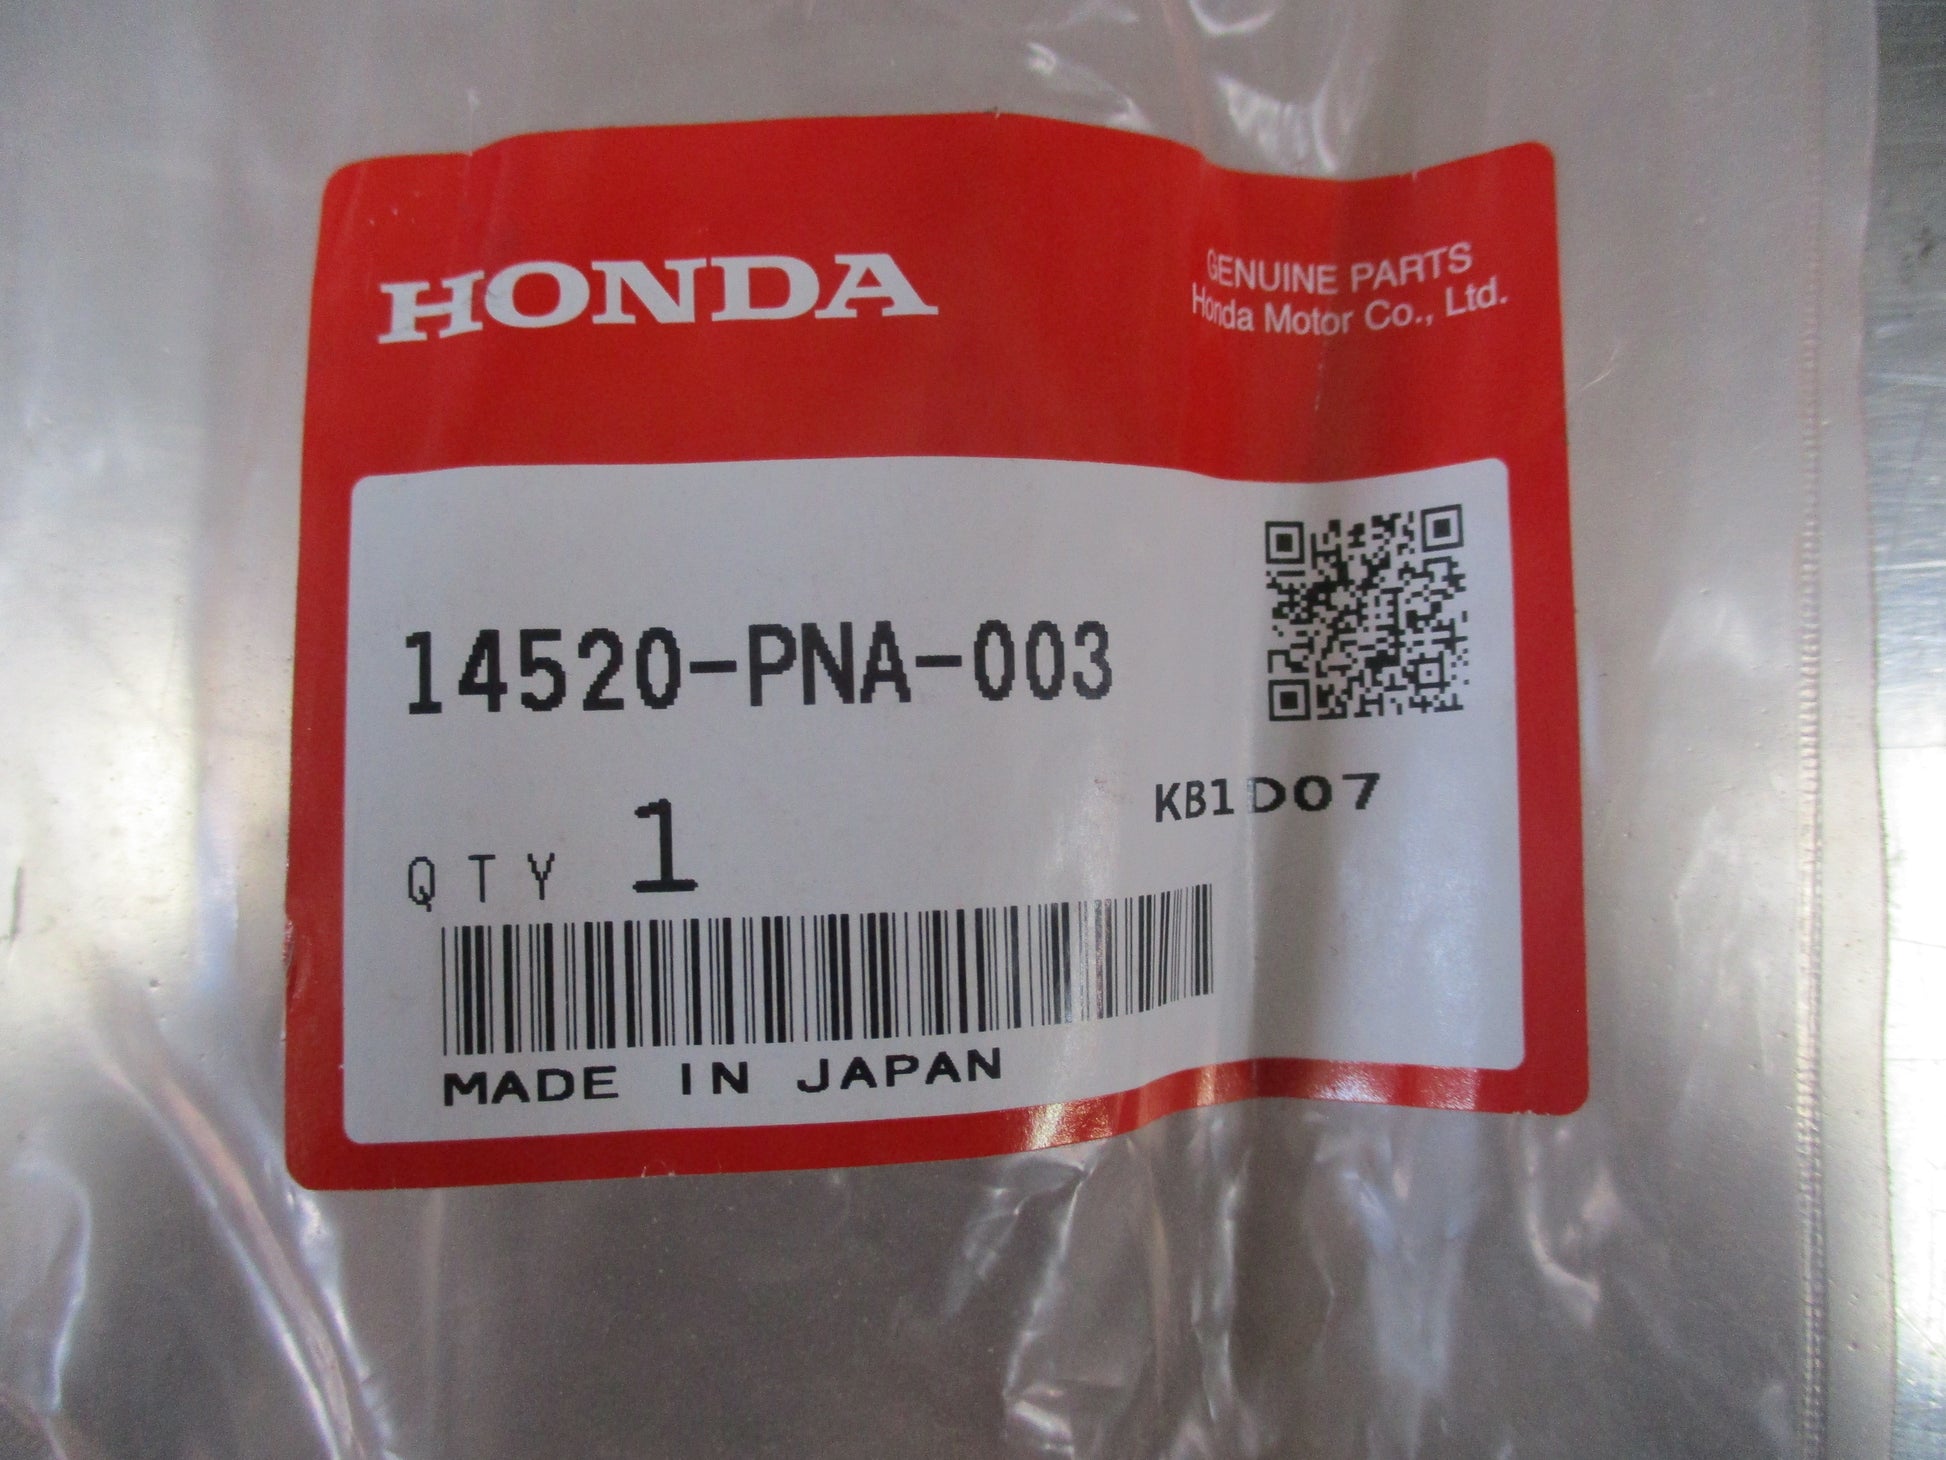 HONDA
GENUINE PARTS
Honda Motor Co., Ltd.
14520-PNA-003
KB1D07
QTY 1
MADE IN JAPAN